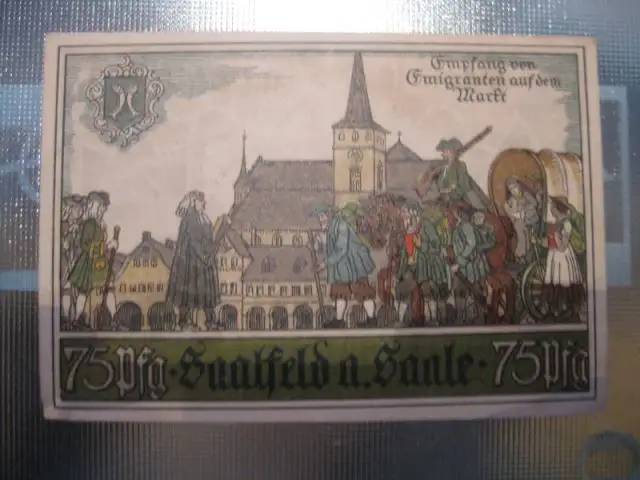 Empfang von
Emigranten auf dem
Markt
75 Pfg · Saalfeld a. Saale · 75 Pfg